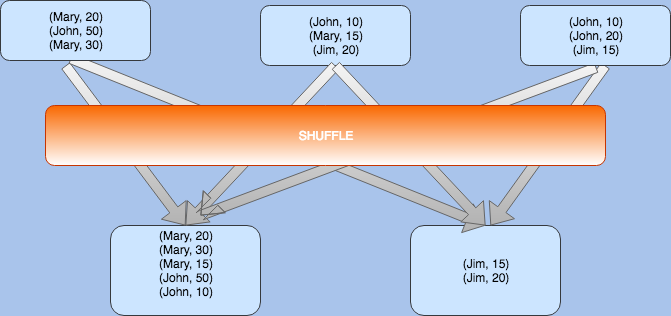 (Mary, 20)
(John, 50)
(Mary, 30)
(John, 10)
(Mary, 15)
(Jim, 20)
(John, 10)
(John, 20)
(Jim, 15)
SHUFFLE
(Mary, 20)
(Mary, 30)
(Mary, 15)
(John, 50)
(John, 10)
(Jim, 15)
(Jim, 20)